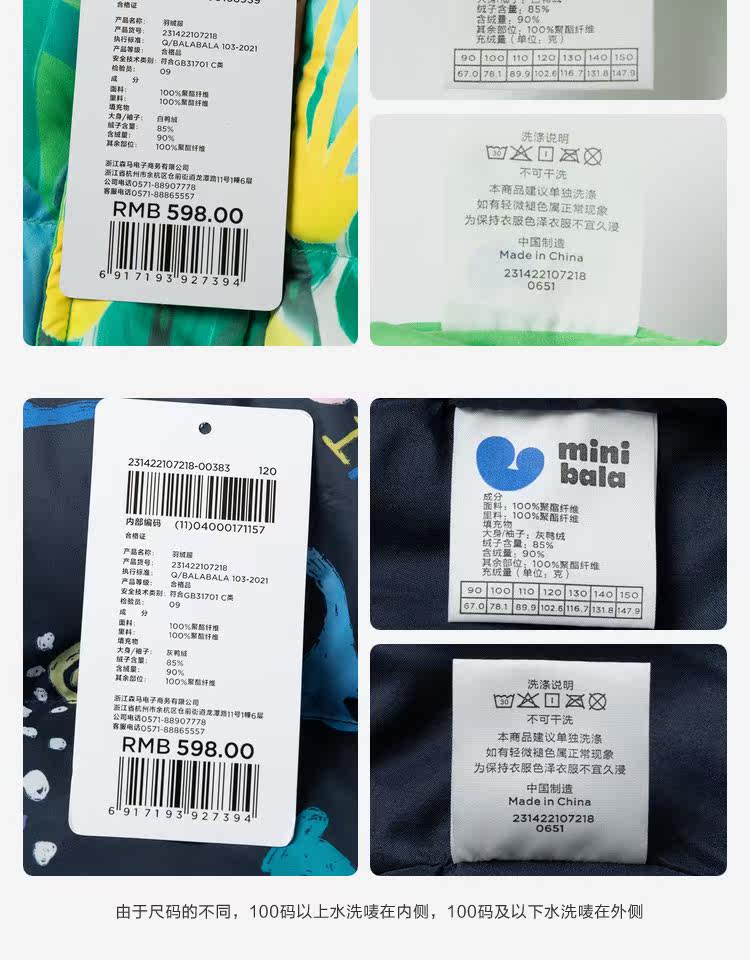 合格证
产品名称： 羽绒服
产品货号： 231422107218
执行标准： Q/BALABALA 103-2021
产品等级： 合格品
安全技术类别： 符合GB31701 C类
检验员： 09
成 分
面料： 100%聚酯纤维
里料： 100%聚酯纤维
填充物
大身/袖子： 白鸭绒
绒子含量： 85%
含绒量： 90%
其余部位： 100%聚酯纤维
浙江森马电子商务有限公司
浙江省杭州市余杭区仓前街道龙潭路11号1幢6层
公司电话0571-88907778
客服电话0571-88865557
RMB 598.00
6 917193 927394
绒子含量：85%
含绒量：90%
其余部位：100%聚酯纤维
充绒量（单位：克）
90 100 110 120 130 140 150
67.0 78.1 89.9 102.6 116.7 131.8 147.9
洗涤说明
30
不可干洗
本商品建议单独洗涤
如有轻微褪色属正常现象
为保持衣服色泽衣服不宜久浸
中国制造
Made in China
231422107218
0651
231422107218-00383 120
内部编码 (11)04000171157
合格证
产品名称： 羽绒服
产品货号： 231422107218
执行标准： Q/BALABALA 103-2021
产品等级： 合格品
安全技术类别： 符合GB31701 C类
检验员： 09
成 分
面料： 100%聚酯纤维
里料： 100%聚酯纤维
填充物
大身/袖子： 灰鸭绒
绒子含量： 85%
含绒量： 90%
其余部位： 100%聚酯纤维
浙江森马电子商务有限公司
浙江省杭州市余杭区仓前街道龙潭路11号1幢6层
公司电话0571-88907778
客服电话0571-88865557
RMB 598.00
6 917193 927394
mini
bala
成分
面料：100%聚酯纤维
里料：100%聚酯纤维
填充物
大身/袖子：灰鸭绒
绒子含量：85%
含绒量：90%
其余部位：100%聚酯纤维
充绒量（单位：克）
90 100 110 120 130 140 150
67.0 78.1 89.9 102.6 116.7 131.8 147.9
洗涤说明
30
不可干洗
本商品建议单独洗涤
如有轻微褪色属正常现象
为保持衣服色泽衣服不宜久浸
中国制造
Made in China
231422107218
0651
由于尺码的不同，100码以上水洗唛在内侧，100码及以下水洗唛在外侧